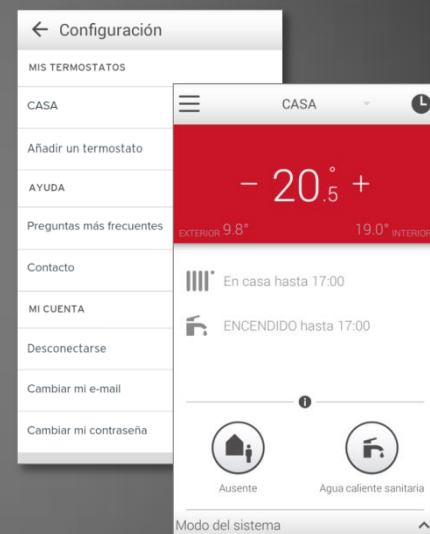 Configuración
MIS TERMOSTATOS
CASA
Añadir un termostato
AYUDA
Preguntas más frecuentes
Contacto
MI CUENTA
Desconectarse
Cambiar mi e-mail
Cambiar mi contraseña
CASA
− 20.5° +
EXTERIOR 9.8° 19.0° INTERIOR
En casa hasta 17:00
ENCENDIDO hasta 17:00
Ausente Agua caliente sanitaria
Modo del sistema